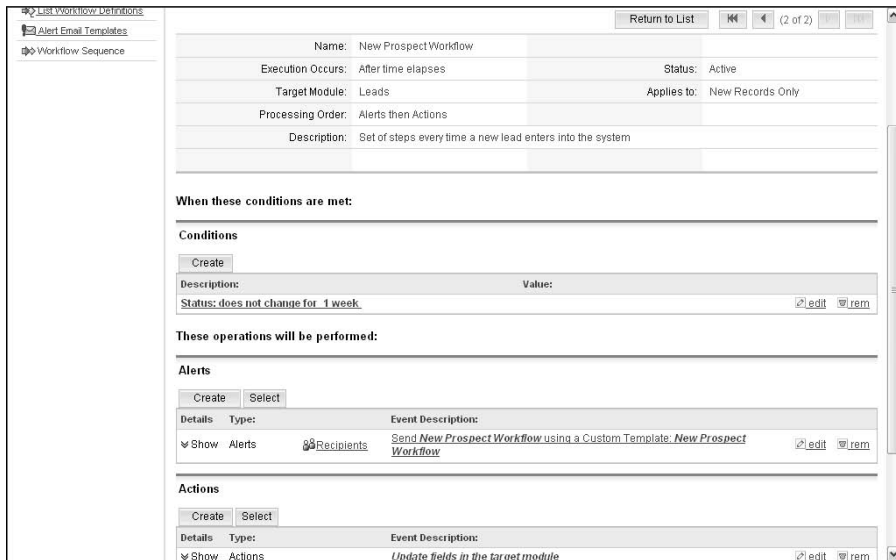 List Workflow Definitions
Alert Email Templates
Workflow Sequence
Return to List (2 of 2)
Name: New Prospect Workflow
Execution Occurs: After time elapses Status: Active
Target Module: Leads Applies to: New Records Only
Processing Order: Alerts then Actions
Description: Set of steps every time a new lead enters into the system
When these conditions are met:
Conditions
Create
Description: Value:
Status: does not change for 1 week edit rem
These operations will be performed:
Alerts
Create Select
Details Type: Event Description:
Show Alerts Recipients Send New Prospect Workflow using a Custom Template: New Prospect
Workflow edit rem
Actions
Create Select
Details Type: Event Description:
Show Actions Update fields in the target module edit rem